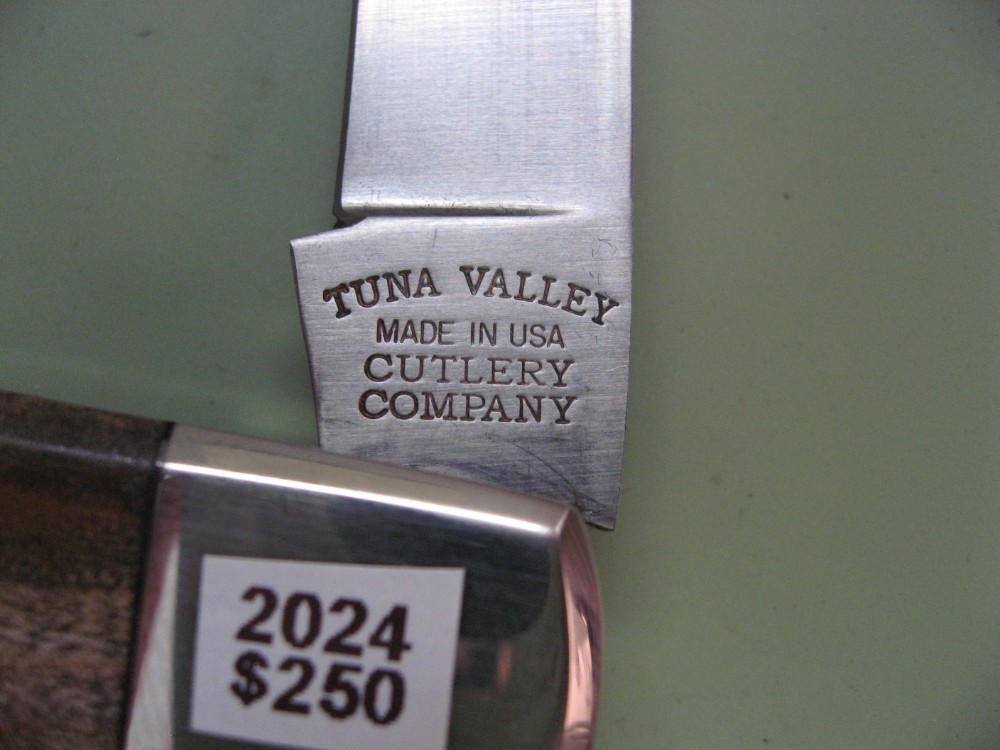 TUNA VALLEY
MADE IN USA
CUTLERY
COMPANY
2024
$250